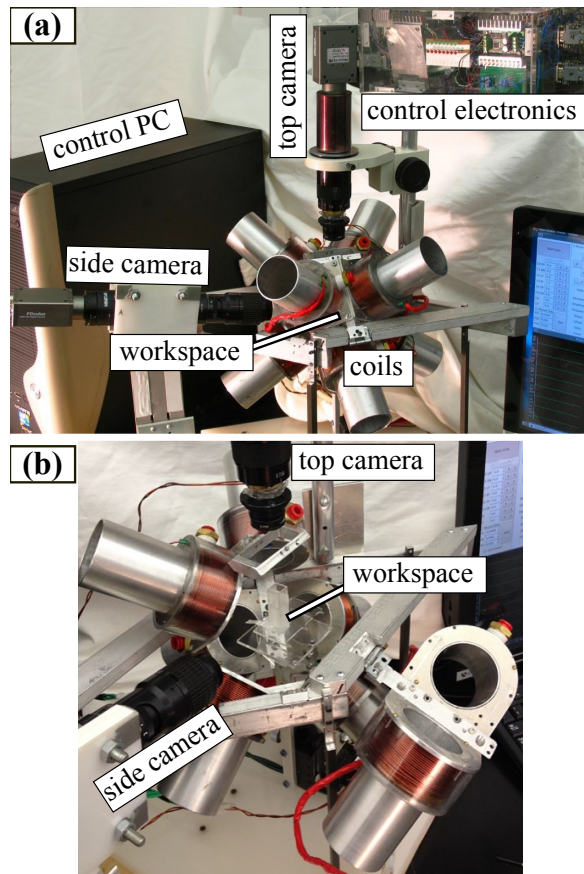 (a)
top camera
control electronics
control PC
side camera
workspace
coils
(b)
top camera
workspace
side camera